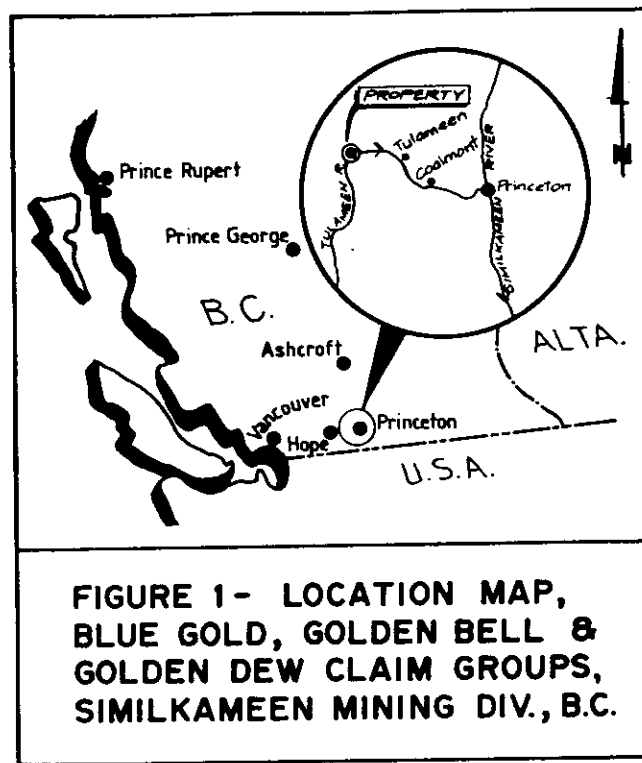 PROPERTY
N
Tulameen
Coalmont
Princeton
TULAMEEN R.
SIMILKAMEEN RIVER
Prince Rupert
Prince George
B.C.
ALTA.
Ashcroft
Vancouver
Hope
Princeton
U.S.A.
FIGURE 1- LOCATION MAP,
BLUE GOLD, GOLDEN BELL &
GOLDEN DEW CLAIM GROUPS,
SIMILKAMEEN MINING DIV., B.C.